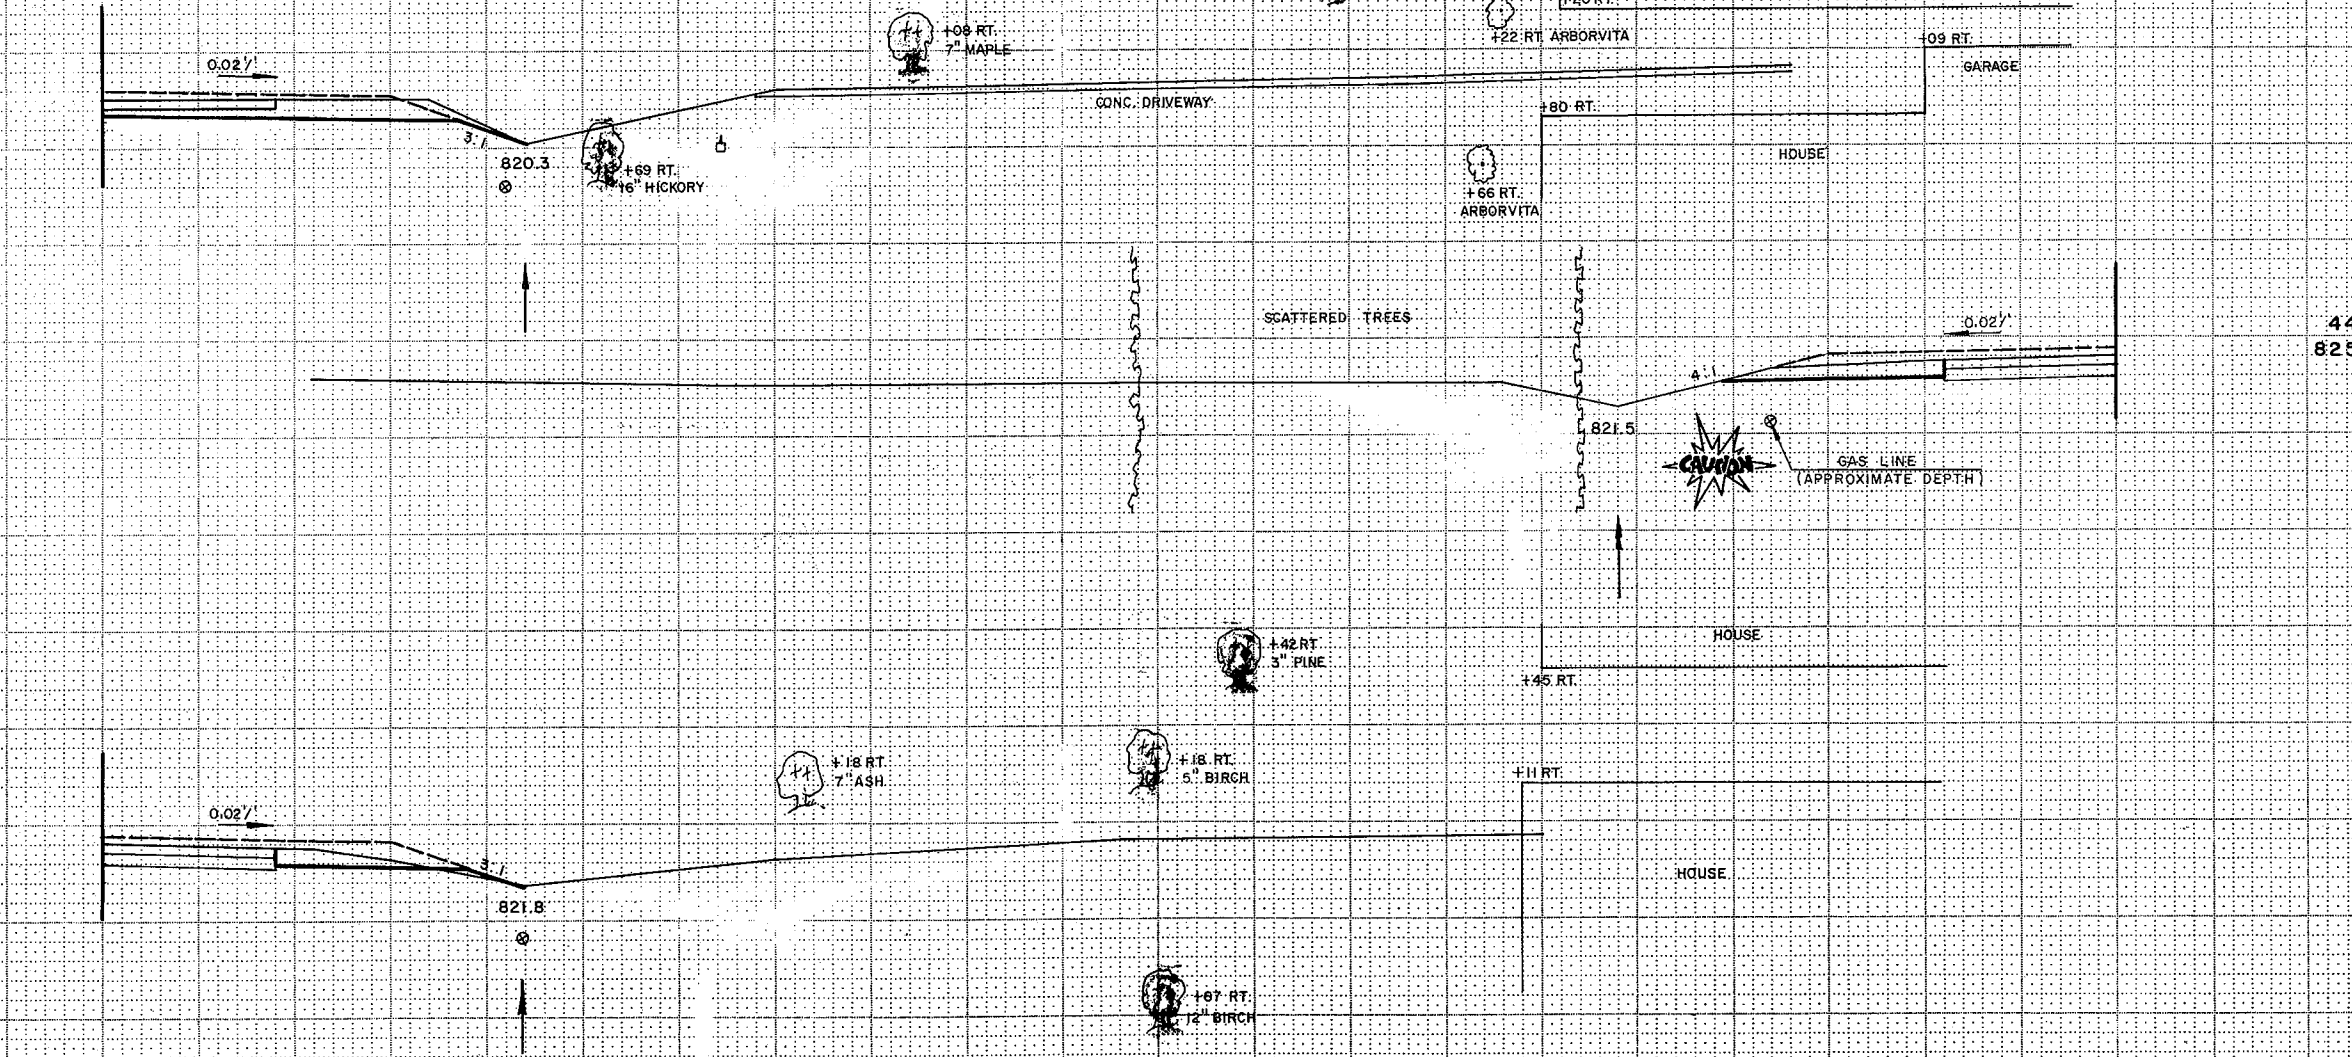 +22 RT. ARBORVITA
+08 RT.
7" MAPLE
+09 RT.
GARAGE
0.02'/'
CONC. DRIVEWAY
+80 RT.
3:1
820.3
HOUSE
+69 RT.
16" HICKORY
+66 RT.
ARBORVITA
SCATTERED TREES
0.02'/'
825
4:1
821.5
CAUTION
GAS LINE
(APPROXIMATE DEPTH)
HOUSE
+42 RT
3" PINE
+45 RT.
+18 RT
7" ASH
+18 RT.
5" BIRCH
+11 RT.
0.02'/'
3:1
HOUSE
821.8
+87 RT.
12" BIRCH